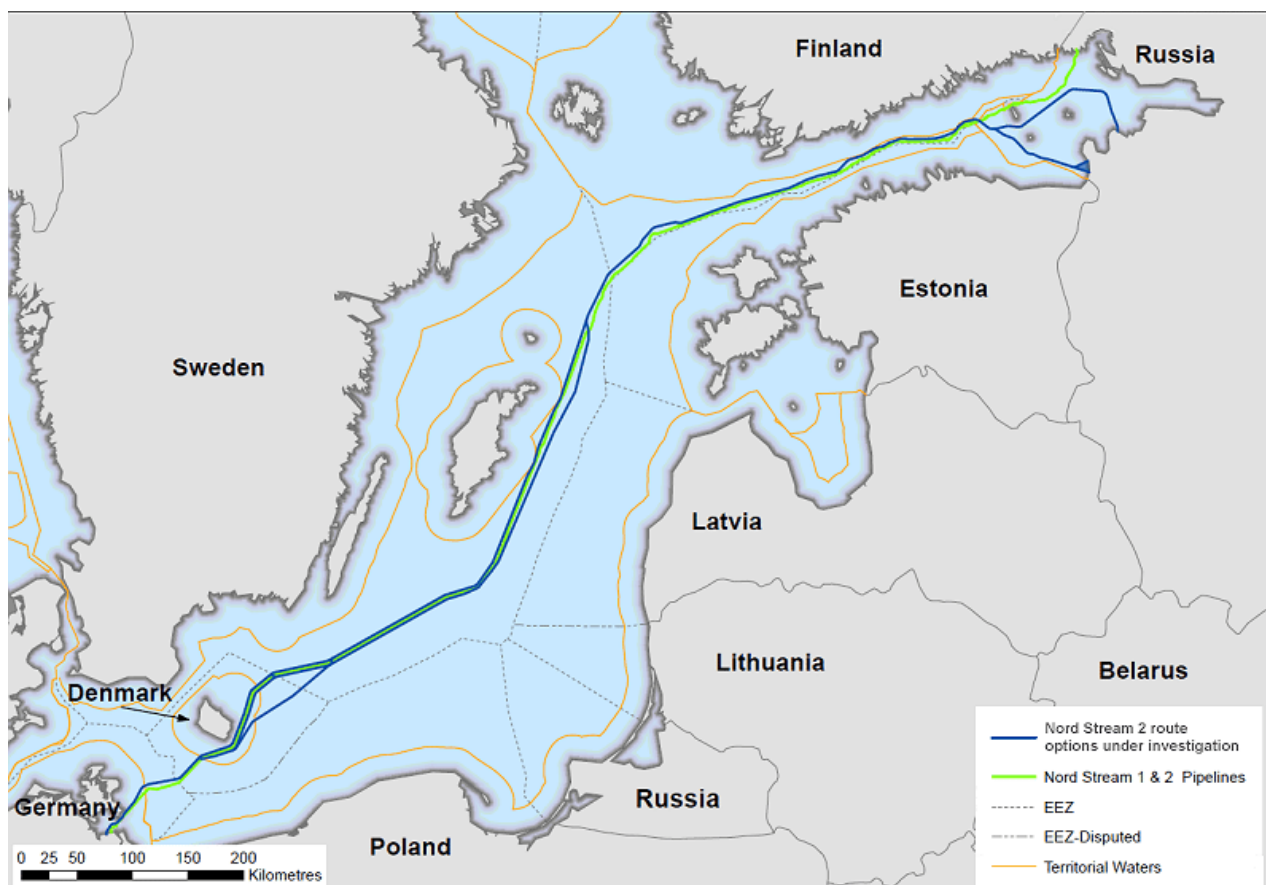 Finland
Russia
Estonia
Sweden
Latvia
Lithuania
Belarus
Denmark
Germany
Russia
Poland
Nord Stream 2 route
options under investigation
Nord Stream 1 & 2 Pipelines
EEZ
EEZ-Disputed
Territorial Waters
0 25 50 100 150 200
Kilometres